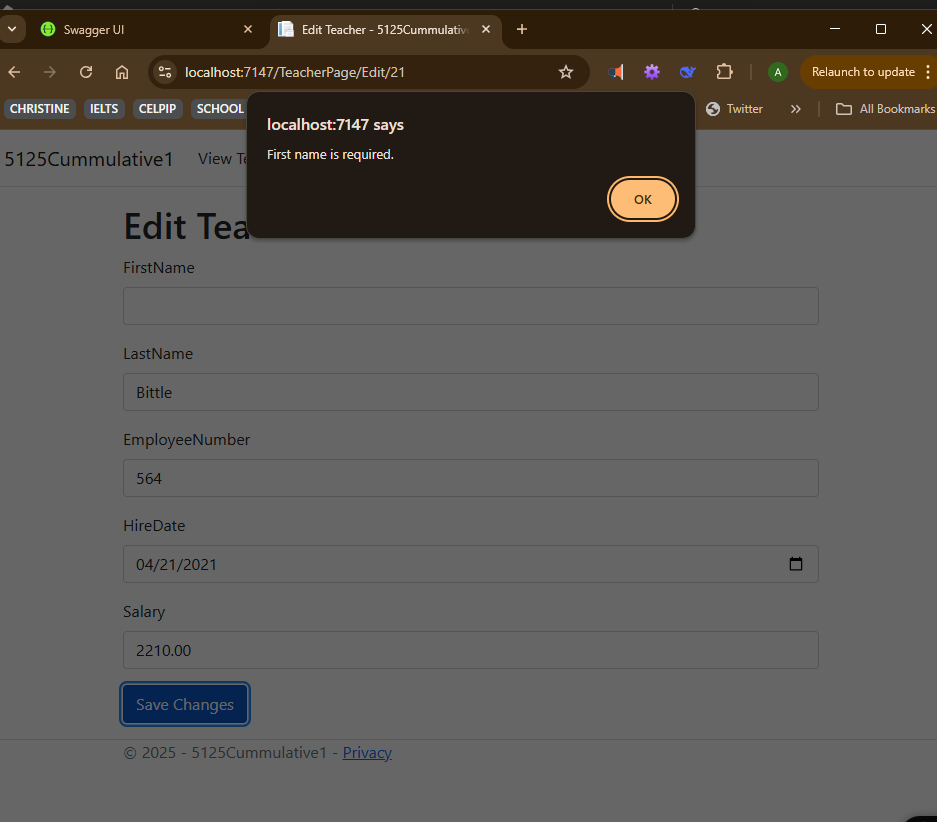 Swagger UI
Edit Teacher - 5125Cummulativ
localhost:7147/TeacherPage/Edit/21
A
Relaunch to update
CHRISTINE
IELTS
CELPIP
SCHOOL
Twitter
All Bookmarks
localhost:7147 says
First name is required.
OK
5125Cummulative1
View Te
Edit Tea
FirstName
LastName
Bittle
EmployeeNumber
564
HireDate
04/21/2021
Salary
2210.00
Save Changes
© 2025 - 5125Cummulative1 - Privacy